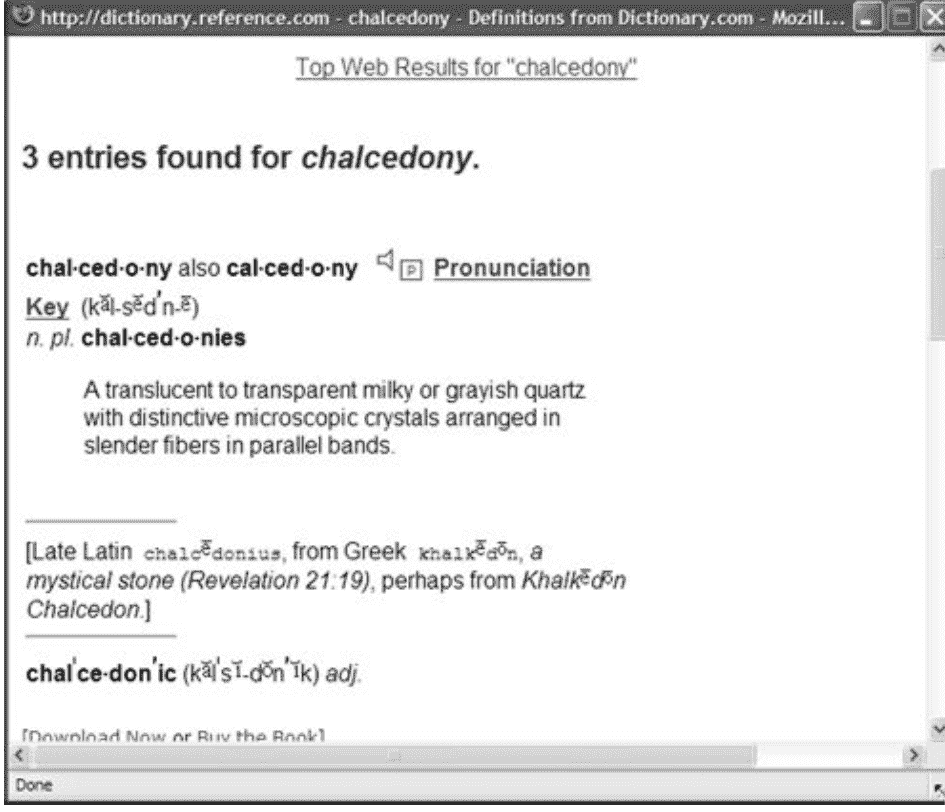 http://dictionary.reference.com - chalcedony - Definitions from Dictionary.com - Mozill...
Top Web Results for "chalcedony"
3 entries found for chalcedony.
chal·ced·o·ny also cal·ced·o·ny P Pronunciation
Key (kăl-sĕd'n-ē)
n. pl. chal·ced·o·nies
A translucent to transparent milky or grayish quartz
with distinctive microscopic crystals arranged in
slender fibers in parallel bands.
[Late Latin chalcēdonius, from Greek khalkēdōn, a
mystical stone (Revelation 21:19), perhaps from Khalkēdōn
Chalcedon.]
chal'ce·don'ic (kăl'sĭ-dŏn'ĭk) adj.
[Download Now or Buy the Book]
Done